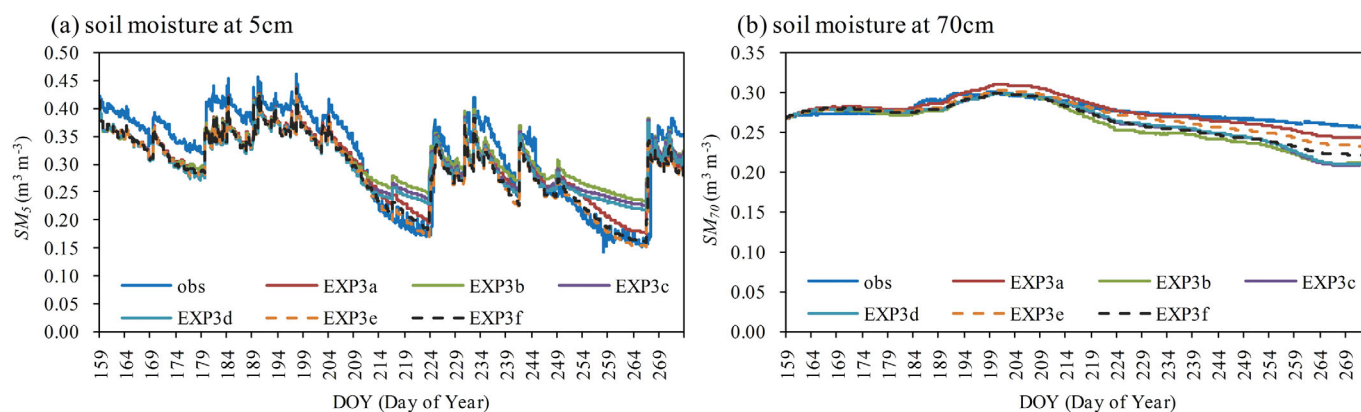 (a) soil moisture at 5cm
0.50
0.45
0.40
0.35
0.30
0.25
0.20
0.15
0.10
0.05
0.00
SM5 (m3 m-3)
obs EXP3a EXP3b EXP3c
EXP3d EXP3e EXP3f
159 164 169 174 179 184 189 194 199 204 209 214 219 224 229 234 239 244 249 254 259 264 269
DOY (Day of Year)
(b) soil moisture at 70cm
0.35
0.30
0.25
0.20
0.15
0.10
0.05
0.00
SM70 (m3 m-3)
obs EXP3a EXP3b EXP3c
EXP3d EXP3e EXP3f
159 164 169 174 179 184 189 194 199 204 209 214 219 224 229 234 239 244 249 254 259 264 269
DOY (Day of Year)